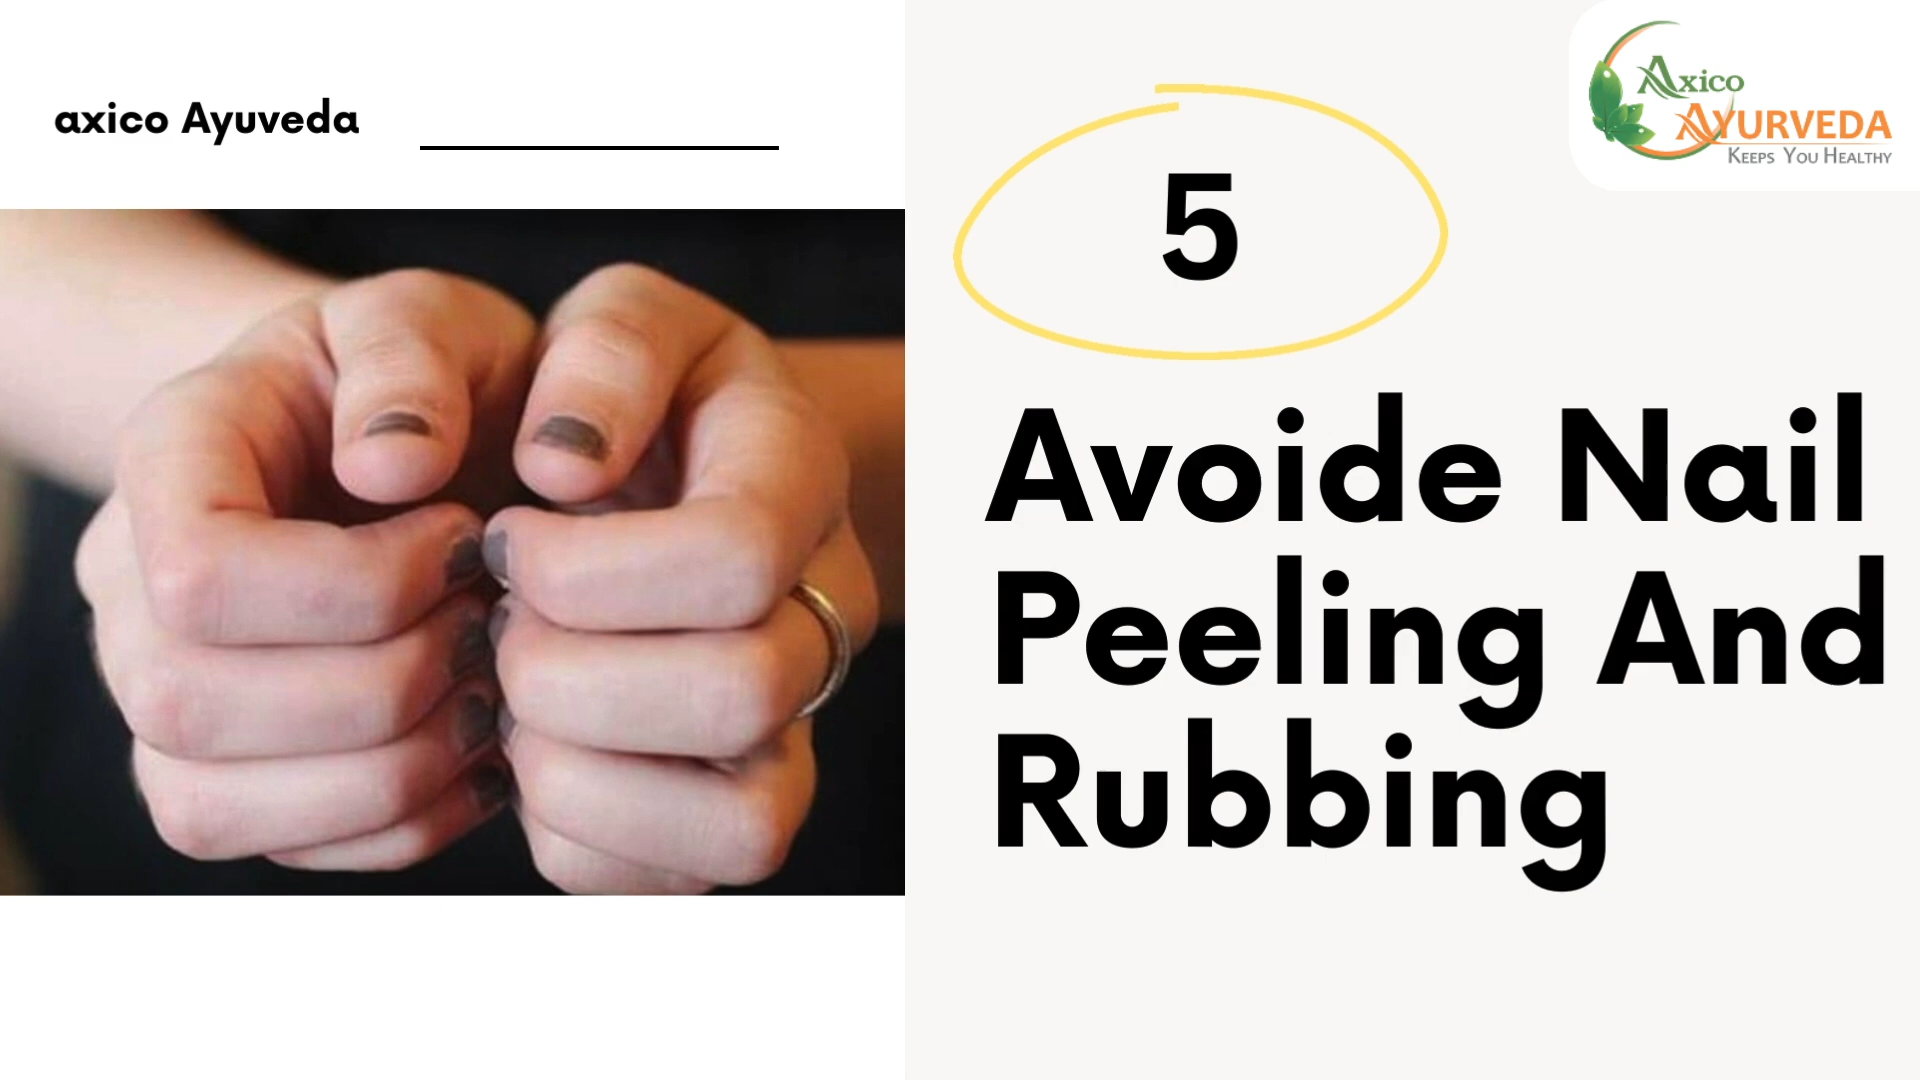 axico Ayuveda
Axico
AYURVEDA
KEEPS YOU HEALTHY
5
Avoide Nail
Peeling And
Rubbing